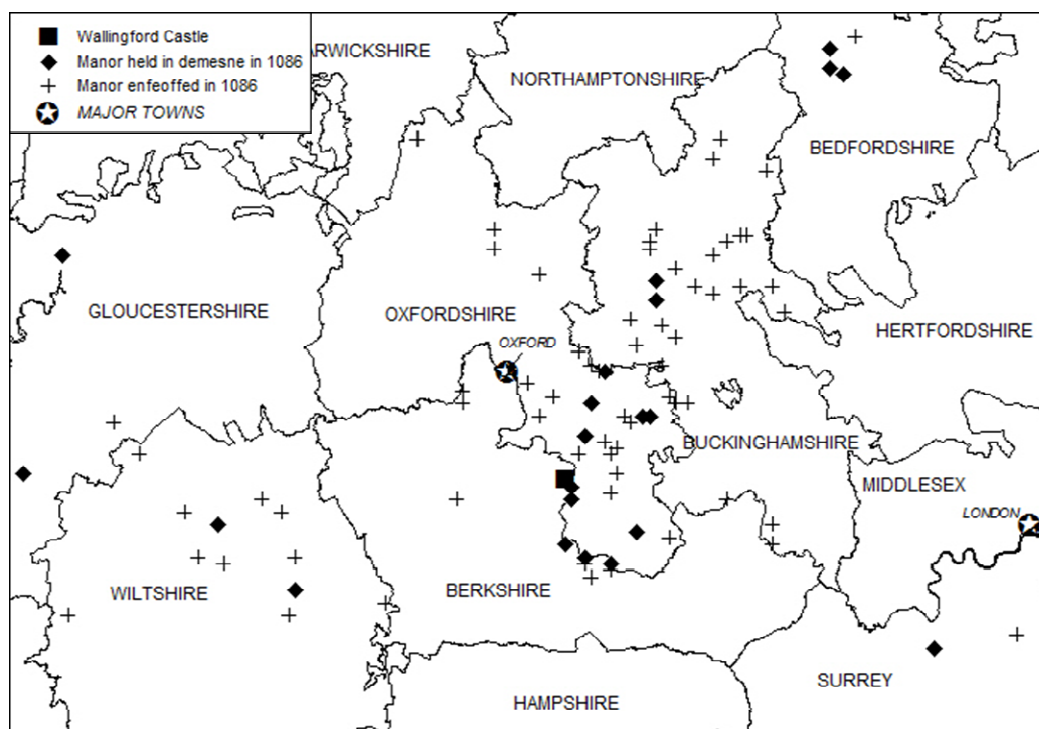 Wallingford Castle
Manor held in demesne in 1086
Manor enfeoffed in 1086
MAJOR TOWNS
ARWICKSHIRE
NORTHAMPTONSHIRE
BEDFORDSHIRE
GLOUCESTERSHIRE
OXFORDSHIRE
HERTFORDSHIRE
OXFORD
BUCKINGHAMSHIRE
MIDDLESEX
LONDON
WILTSHIRE
BERKSHIRE
SURREY
HAMPSHIRE